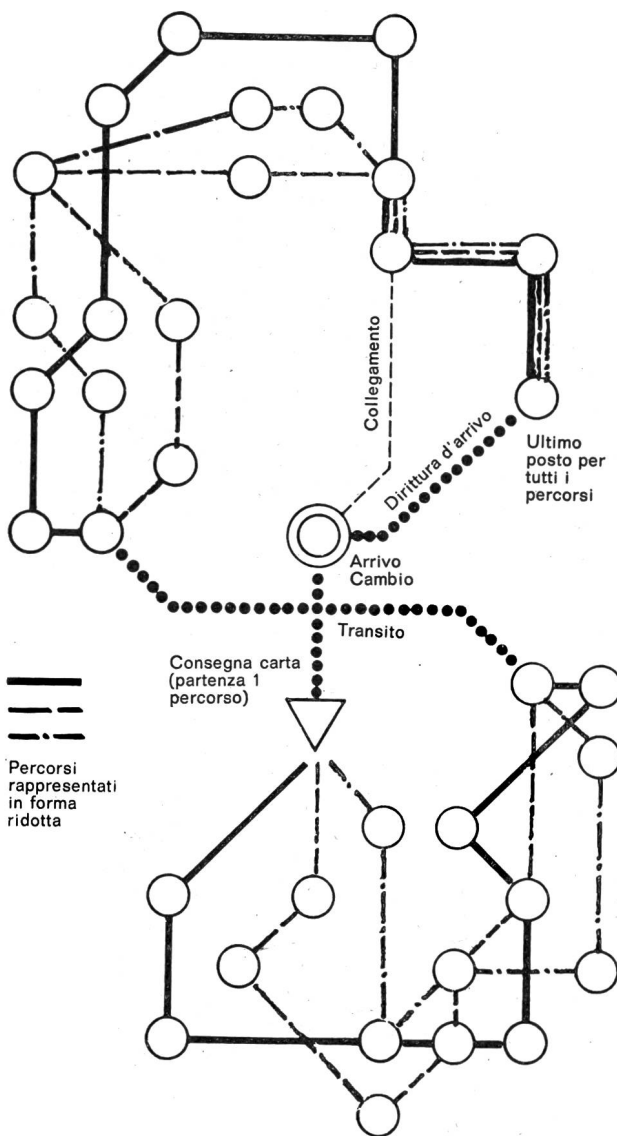 Collegamento
Dirittura d'arrivo
Ultimo
posto per
tutti i
percorsi
Arrivo
Cambio
Transito
Consegna carta
(partenza 1
percorso)
Percorsi
rappresentati
in forma
ridotta